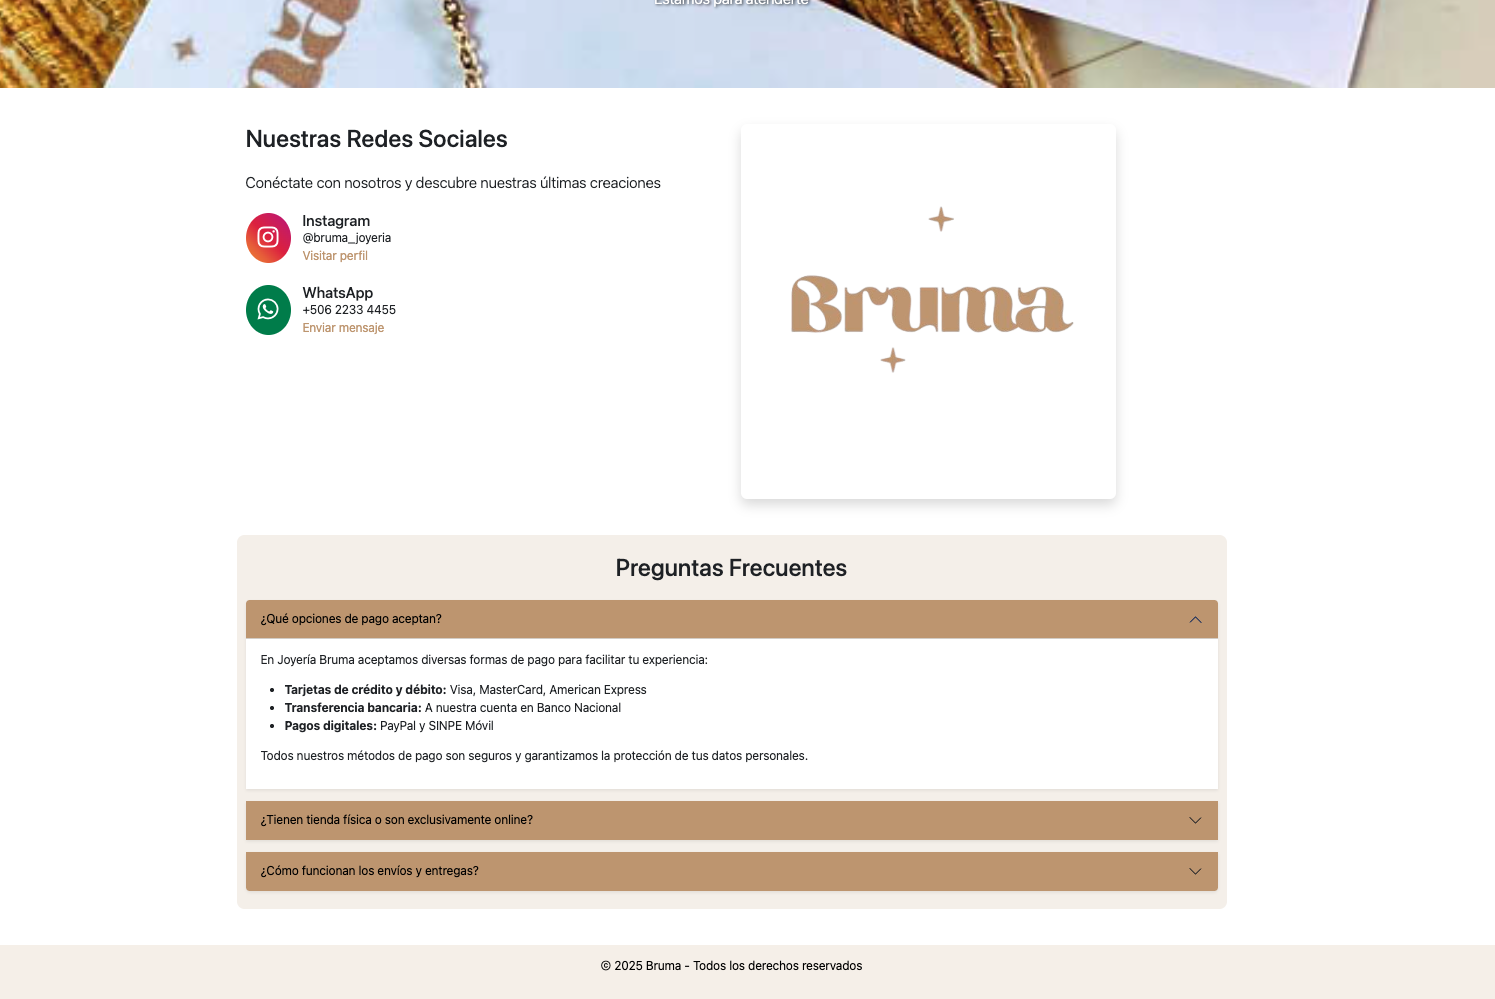 Estamos para atenderte
Nuestras Redes Sociales
Conéctate con nosotros y descubre nuestras últimas creaciones
Instagram
@bruma_joyeria
Visitar perfil
WhatsApp
+506 2233 4455
Enviar mensaje
Bruma
Preguntas Frecuentes
¿Qué opciones de pago aceptan?
En Joyería Bruma aceptamos diversas formas de pago para facilitar tu experiencia:
Tarjetas de crédito y débito: Visa, MasterCard, American Express
Transferencia bancaria: A nuestra cuenta en Banco Nacional
Pagos digitales: PayPal y SINPE Móvil
Todos nuestros métodos de pago son seguros y garantizamos la protección de tus datos personales.
¿Tienen tienda física o son exclusivamente online?
¿Cómo funcionan los envíos y entregas?
© 2025 Bruma - Todos los derechos reservados